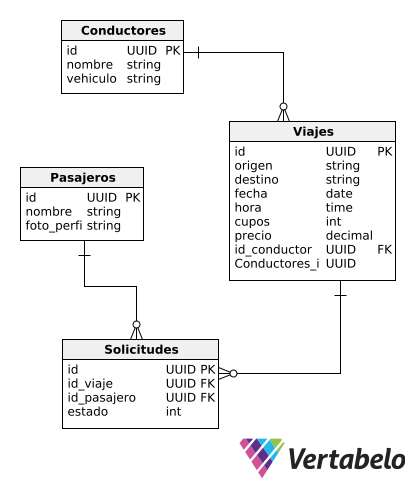 Conductores
id UUID PK
nombre string
vehiculo string
Viajes
id UUID PK
origen string
destino string
fecha date
hora time
cupos int
precio decimal
id_conductor UUID FK
Conductores_i UUID
Pasajeros
id UUID PK
nombre string
foto_perfi string
Solicitudes
id UUID PK
id_viaje UUID FK
id_pasajero UUID FK
estado int
Vertabelo